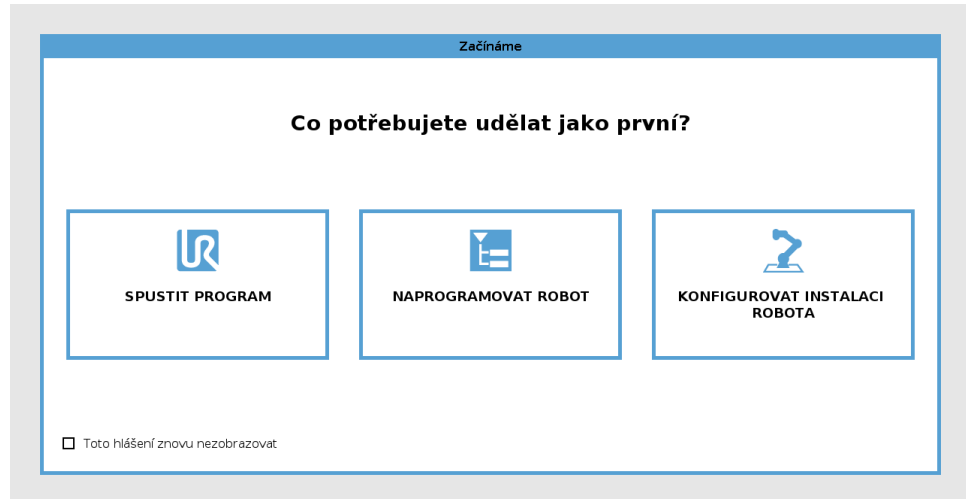 Začínáme
Co potřebujete udělat jako první?
SPUSTIT PROGRAM
NAPROGRAMOVAT ROBOT
KONFIGUROVAT INSTALACI
ROBOTA
Toto hlášení znovu nezobrazovat